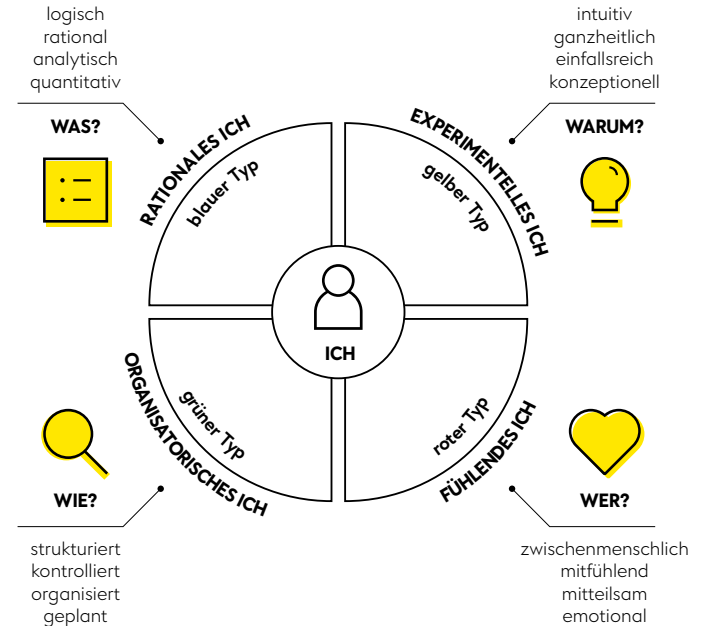 logisch
rational
analytisch
quantitativ
WAS?
intuitiv
ganzheitlich
einfallsreich
konzeptionell
WARUM?
RATIONALES ICH
blauer Typ
EXPERIMENTELLES ICH
gelber Typ
ICH
ORGANISATORISCHES ICH
grüner Typ
FÜHLENDES ICH
roter Typ
WIE?
strukturiert
kontrolliert
organisiert
geplant
WER?
zwischenmenschlich
mitfühlend
mitteilsam
emotional